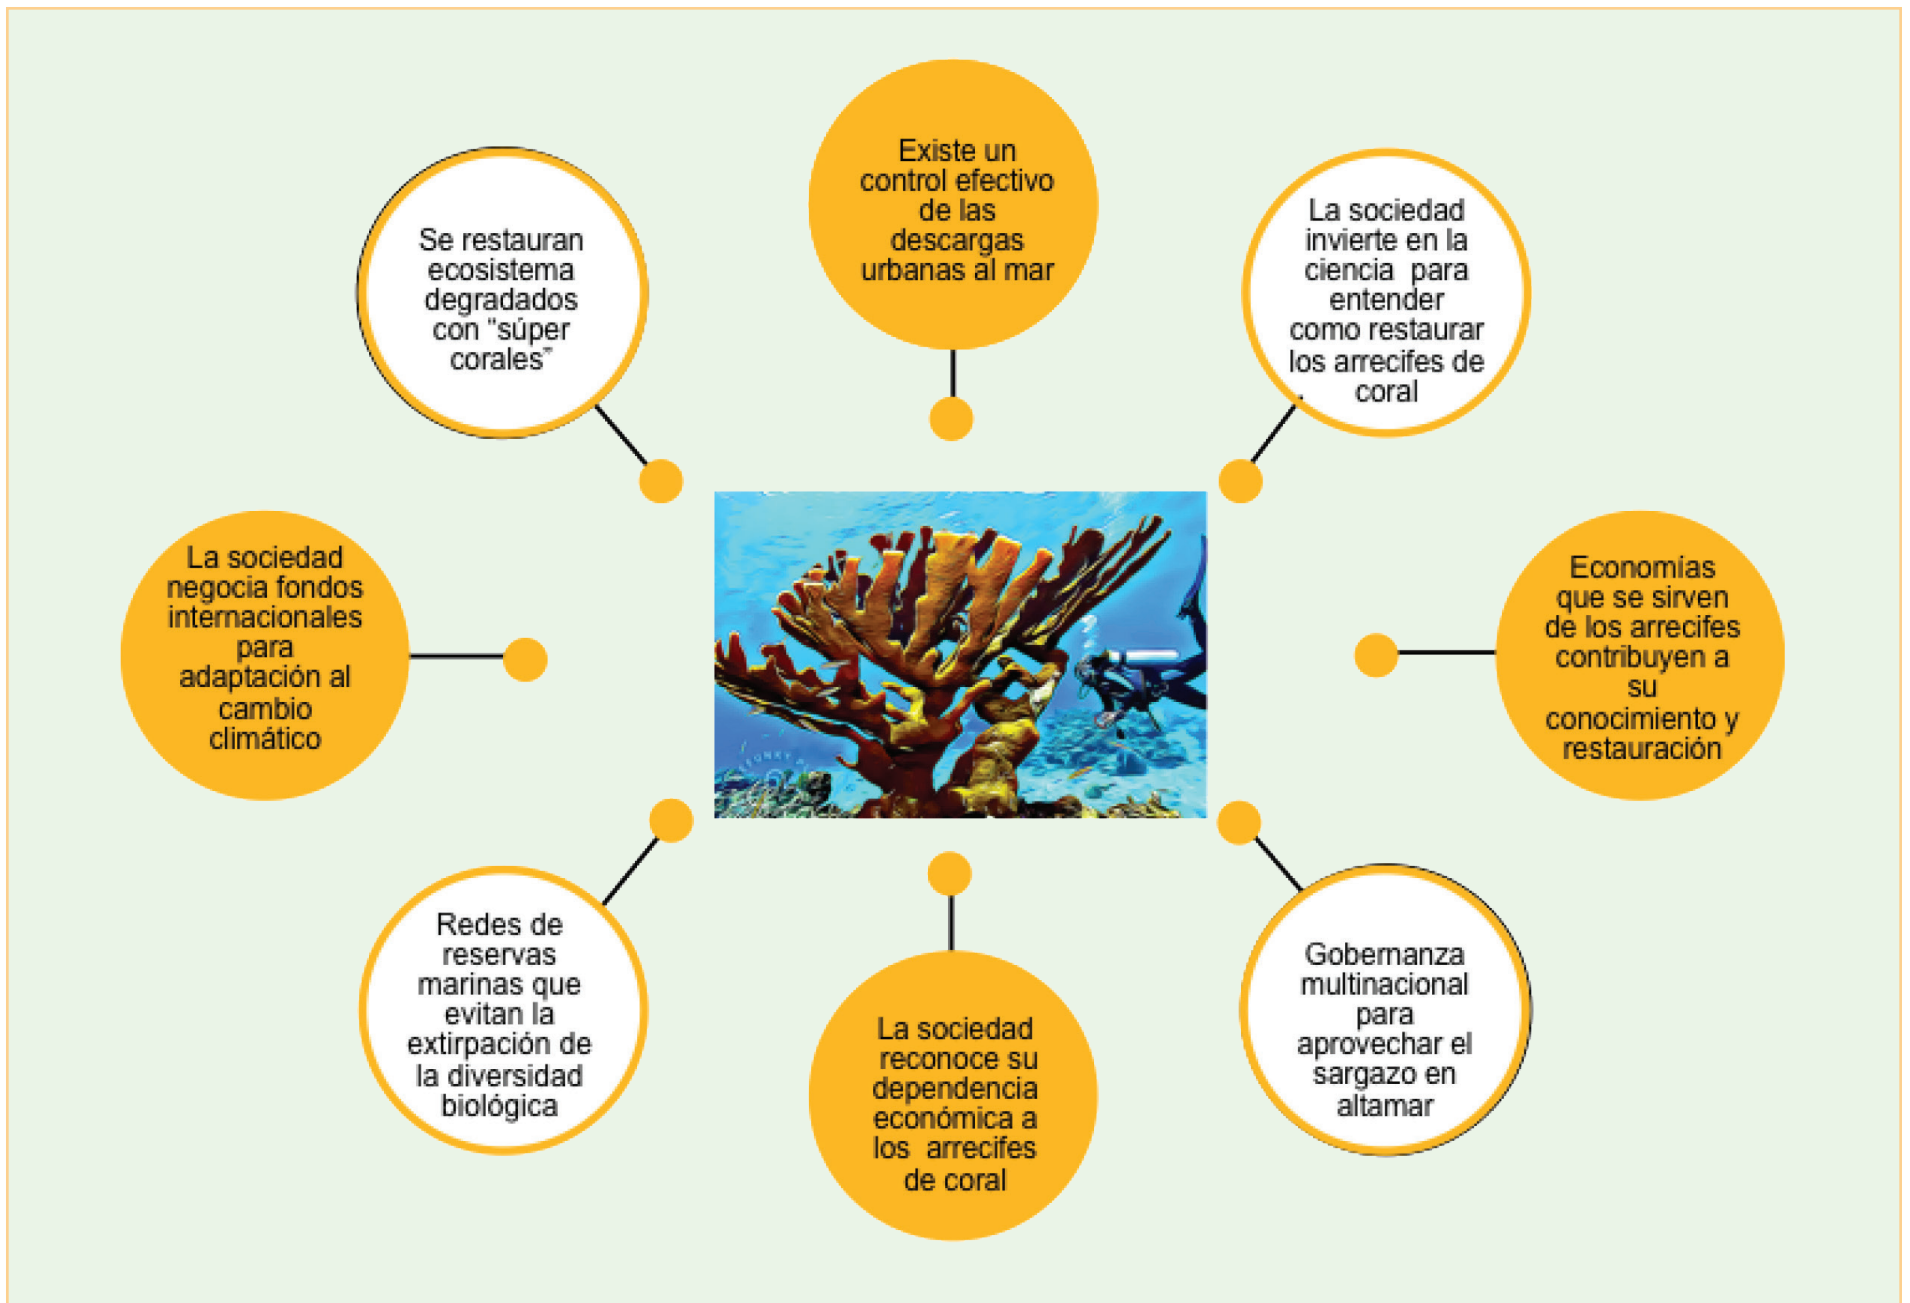 Existe un
control efectivo
de las
descargas
urbanas al mar
Se restauran
ecosistema
degradados
con "súper
corales"
La sociedad
invierte en la
ciencia para
entender
como restaurar
los arrecifes de
coral
La sociedad
negocia fondos
internacionales
para
adaptación al
cambio
climático
Economías
que se sirven
de los arrecifes
contribuyen a
su
conocimiento y
restauración
Redes de
reservas
marinas que
evitan la
extirpación de
la diversidad
biológica
La sociedad
reconoce su
dependencia
económica a
los arrecifes
de coral
Gobernanza
multinacional
para
aprovechar el
sargazo en
altamar